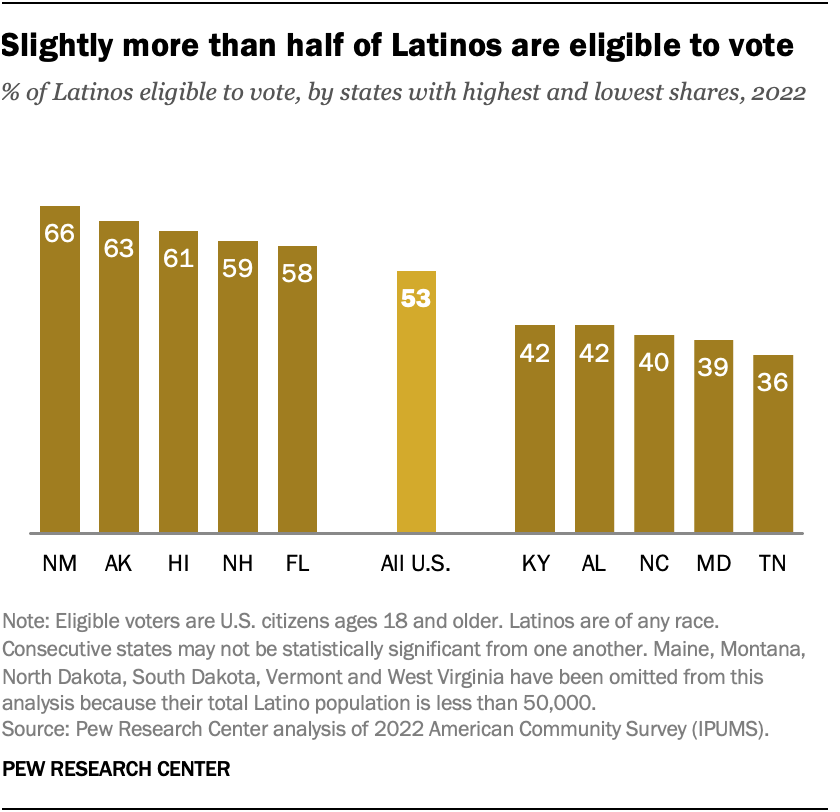 Slightly more than half of Latinos are eligible to vote
% of Latinos eligible to vote, by states with highest and lowest shares, 2022
66 63 61 59 58 53 42 42 40 39 36
NM AK HI NH FL All U.S. KY AL NC MD TN
Note: Eligible voters are U.S. citizens ages 18 and older. Latinos are of any race.
Consecutive states may not be statistically significant from one another. Maine, Montana,
North Dakota, South Dakota, Vermont and West Virginia have been omitted from this
analysis because their total Latino population is less than 50,000.
Source: Pew Research Center analysis of 2022 American Community Survey (IPUMS).
PEW RESEARCH CENTER